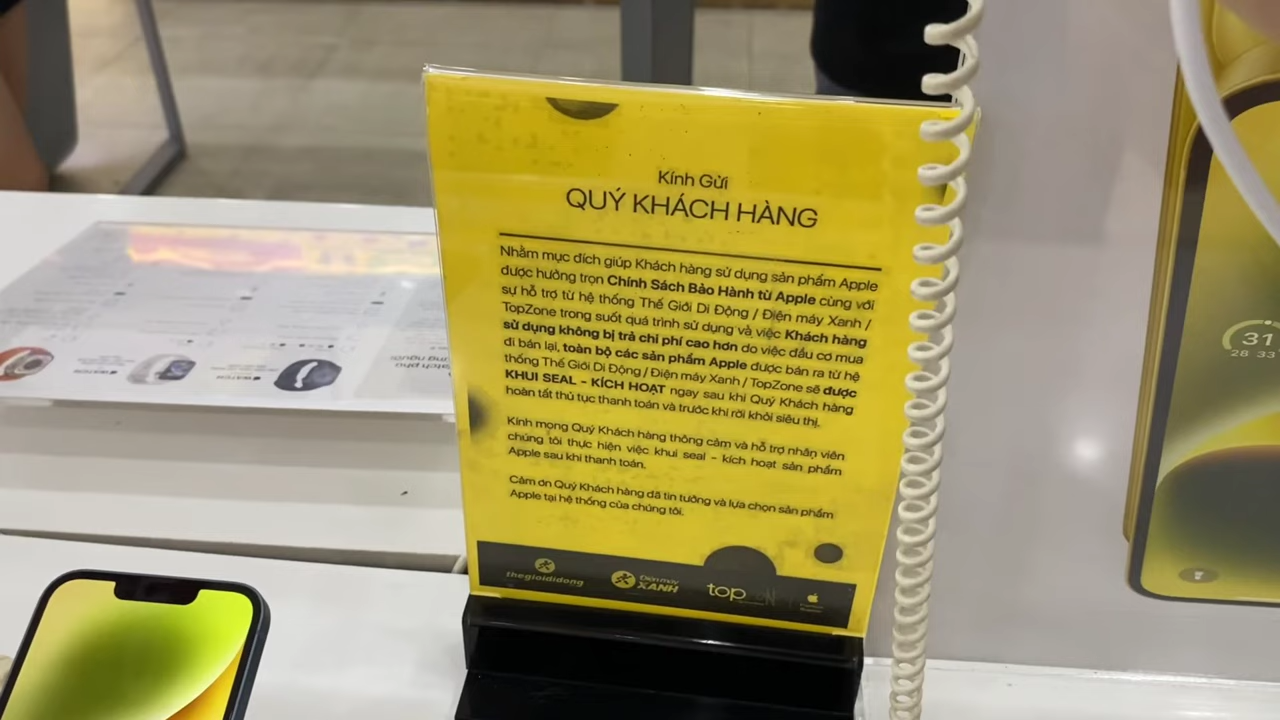 Kính Gửi
QUÝ KHÁCH HÀNG
Nhằm mục đích giúp Khách hàng sử dụng sản phẩm Apple
được hưởng trọn Chính Sách Bảo Hành từ Apple cùng với
sự hỗ trợ từ hệ thống Thế Giới Di Động / Điện máy Xanh /
TopZone trong suốt quá trình sử dụng và việc Khách hàng
sử dụng không bị trả chi phí cao hơn do việc đầu cơ mua
đi bán lại, toàn bộ các sản phẩm Apple được bán ra từ hệ
thống Thế Giới Di Động / Điện máy Xanh / TopZone sẽ được
KHUI SEAL - KÍCH HOẠT ngay sau khi Quý Khách hàng
hoàn tất thủ tục thanh toán và trước khi rời khỏi siêu thị.
Kính mong Quý Khách hàng thông cảm và hỗ trợ nhân viên
chúng tôi thực hiện việc khui seal - kích hoạt sản phẩm
Apple sau khi thanh toán.
Cảm ơn Quý Khách hàng đã tin tưởng và lựa chọn sản phẩm
Apple tại hệ thống của chúng tôi.
thegioididong
Điện máy
XANH
top
WATCH
WATCH
31
28 33